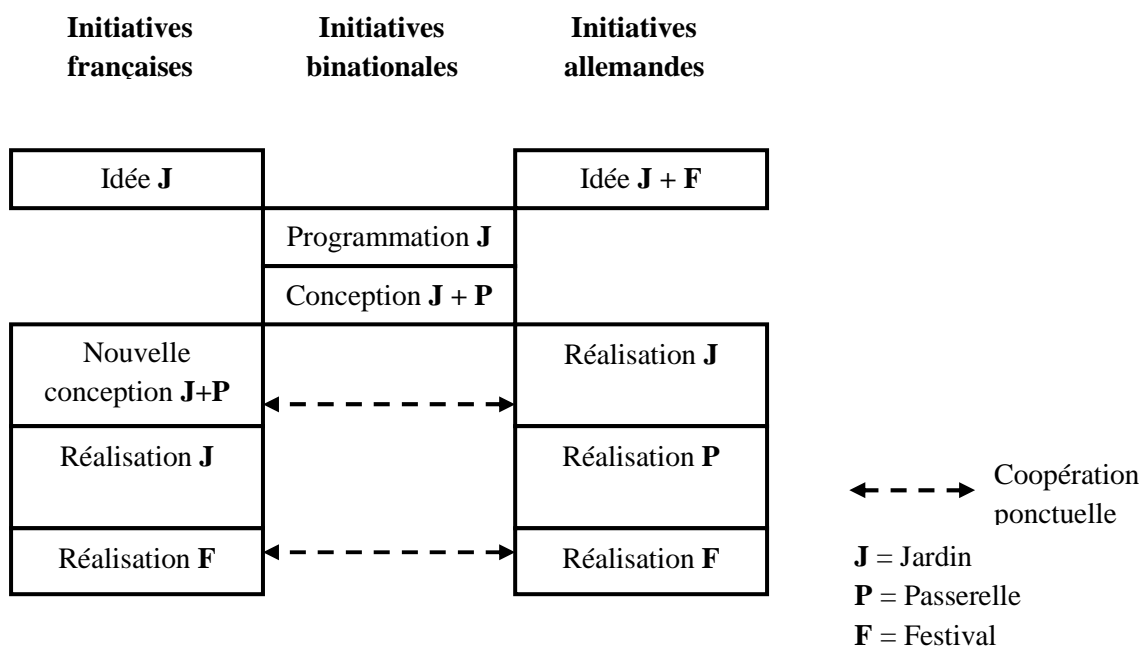 Initiatives françaises
Initiatives binationales
Initiatives allemandes
Idée J
Idée J + F
Programmation J
Conception J + P
Nouvelle
conception J+P
Réalisation J
Réalisation J
Réalisation P
Réalisation F
Réalisation F
Coopération
ponctuelle
J = Jardin
P = Passerelle
F = Festival